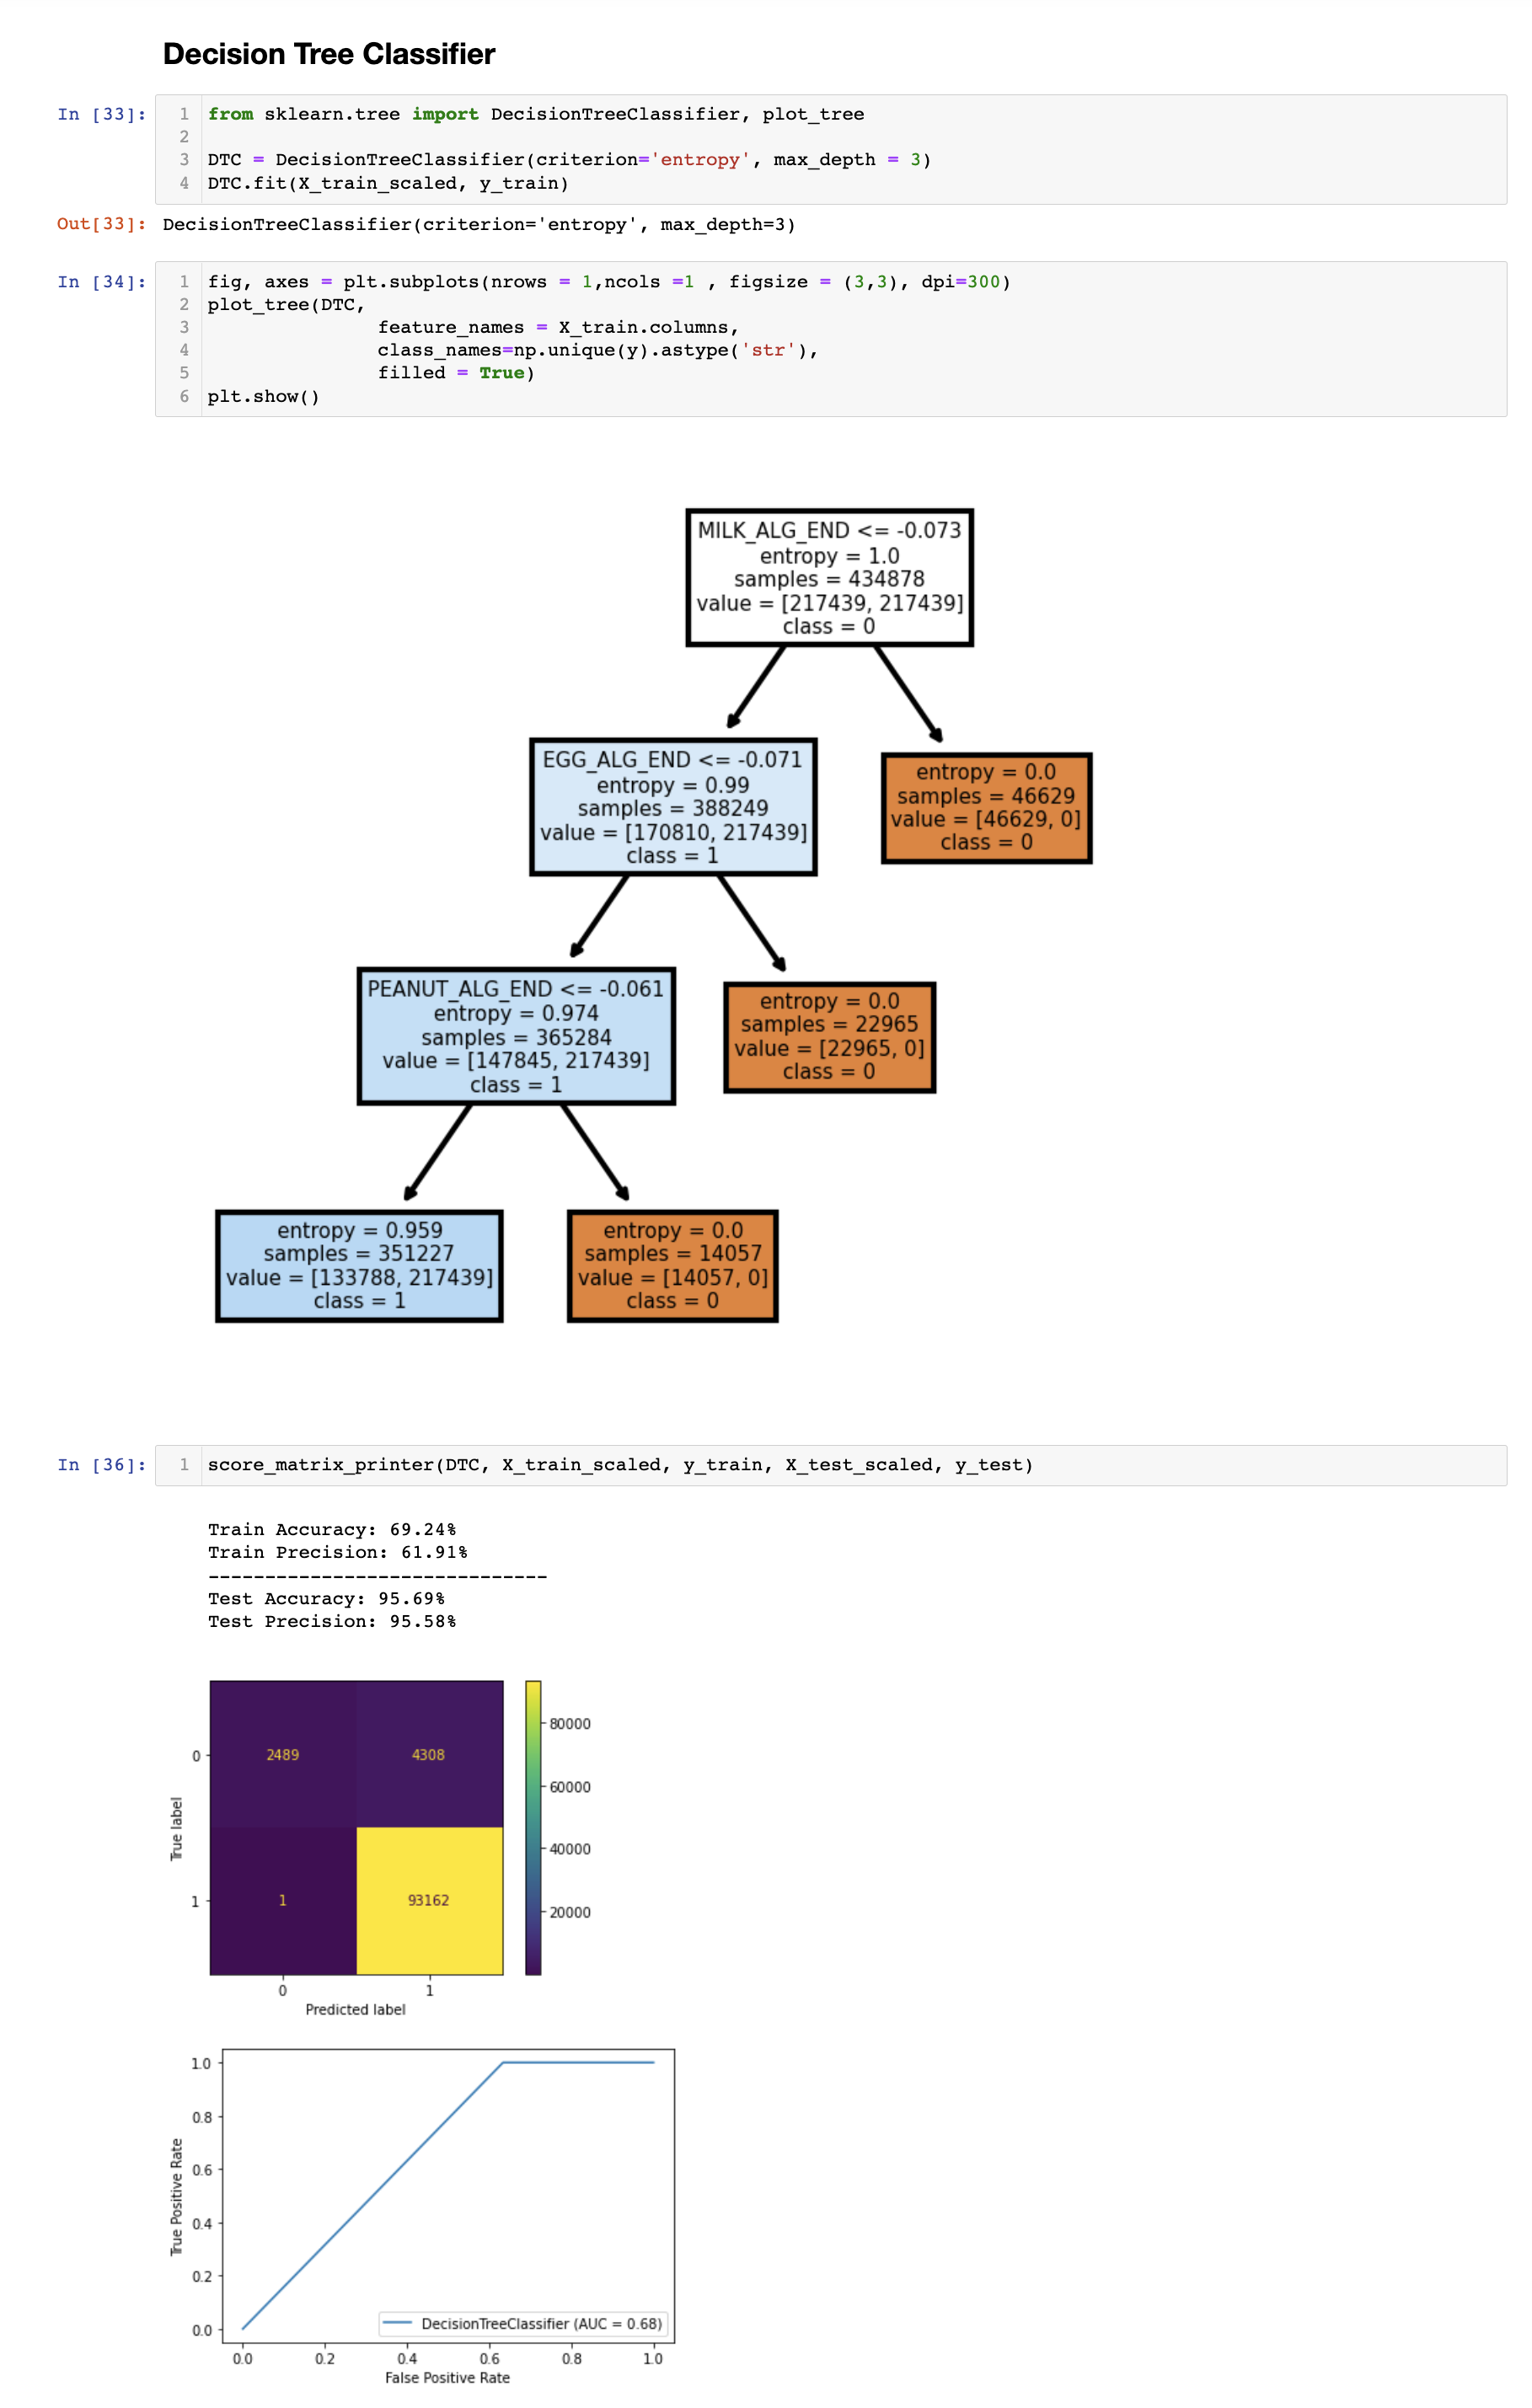 Decision Tree Classifier
In [33]:
1 from sklearn.tree import DecisionTreeClassifier, plot_tree
2
3 DTC = DecisionTreeClassifier(criterion='entropy', max_depth = 3)
4 DTC.fit(X_train_scaled, y_train)
Out[33]: DecisionTreeClassifier(criterion='entropy', max_depth=3)
In [34]:
1 fig, axes = plt.subplots(nrows = 1,ncols =1 , figsize = (3,3), dpi=300)
2 plot_tree(DTC,
3 feature_names = X_train.columns,
4 class_names=np.unique(y).astype('str'),
5 filled = True)
6 plt.show()
MILK_ALG_END <= -0.073
entropy = 1.0
samples = 434878
value = [217439, 217439]
class = 0
EGG_ALG_END <= -0.071
entropy = 0.99
samples = 388249
value = [170810, 217439]
class = 1
entropy = 0.0
samples = 46629
value = [46629, 0]
class = 0
PEANUT_ALG_END <= -0.061
entropy = 0.974
samples = 365284
value = [147845, 217439]
class = 1
entropy = 0.0
samples = 22965
value = [22965, 0]
class = 0
entropy = 0.959
samples = 351227
value = [133788, 217439]
class = 1
entropy = 0.0
samples = 14057
value = [14057, 0]
class = 0
In [36]:
1 score_matrix_printer(DTC, X_train_scaled, y_train, X_test_scaled, y_test)
Train Accuracy: 69.24%
Train Precision: 61.91%
------------------------------
Test Accuracy: 95.69%
Test Precision: 95.58%
True label
0
1
2489
4308
1
93162
0
1
Predicted label
80000
60000
40000
20000
True Positive Rate
1.0
0.8
0.6
0.4
0.2
0.0
DecisionTreeClassifier (AUC = 0.68)
0.0 0.2 0.4 0.6 0.8 1.0
False Positive Rate